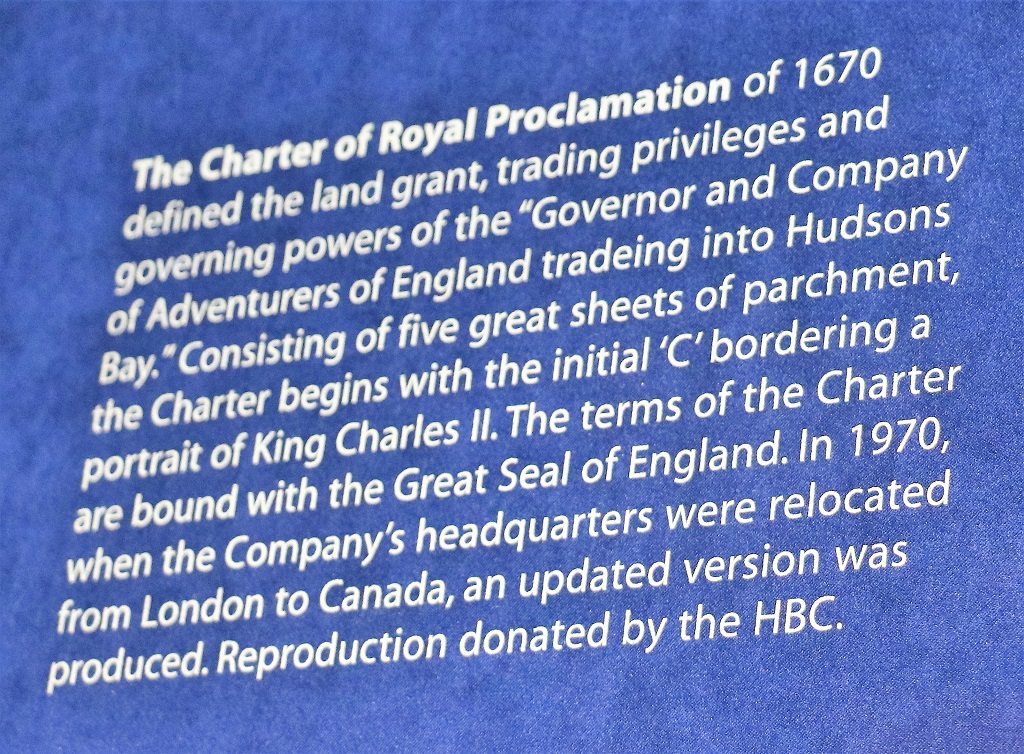 The Charter of Royal Proclamation of 1670
defined the land grant, trading privileges and
governing powers of the “Governor and Company
of Adventurers of England tradeing into Hudsons
Bay.” Consisting of five great sheets of parchment,
the Charter begins with the initial ‘C’ bordering a
portrait of King Charles II. The terms of the Charter
are bound with the Great Seal of England. In 1970,
when the Company’s headquarters were relocated
from London to Canada, an updated version was
produced. Reproduction donated by the HBC.